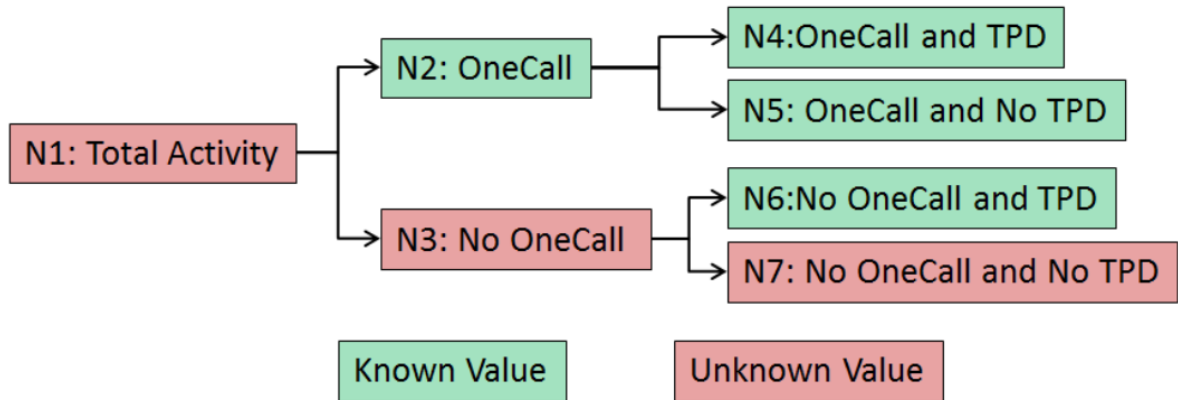 N4:OneCall and TPD
N2: OneCall
N5: OneCall and No TPD
N1: Total Activity
N6:No OneCall and TPD
N3: No OneCall
N7: No OneCall and No TPD
Known Value
Unknown Value